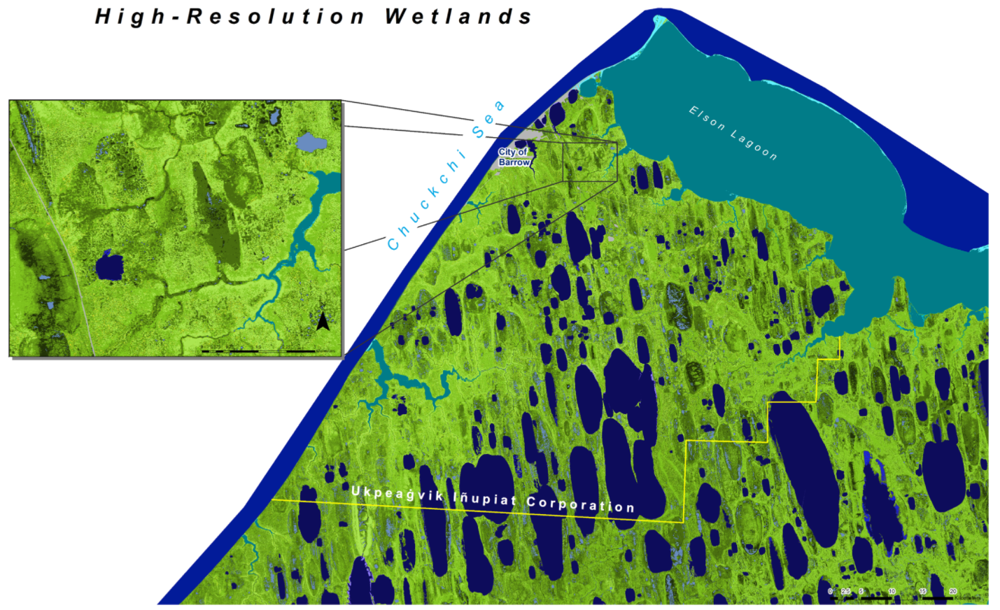 High-Resolution Wetlands
Chuckchi Sea
Elson Lagoon
City of
Barrow
Ukpeaġvik Iñupiat Corporation
0 2.5 5 10 15 20
Kilometers